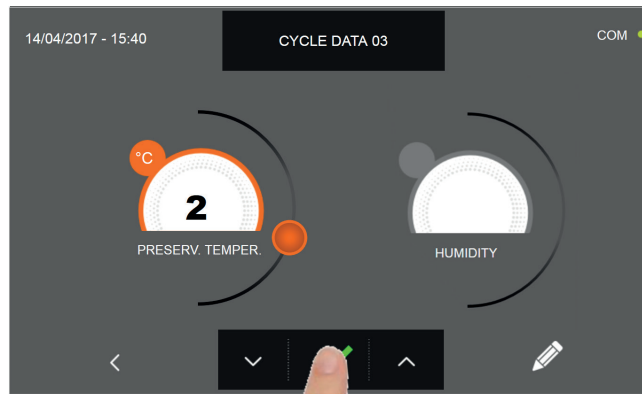 14/04/2017 - 15:40
CYCLE DATA 03
COM
°C
2
PRESERV. TEMPER.
HUMIDITY